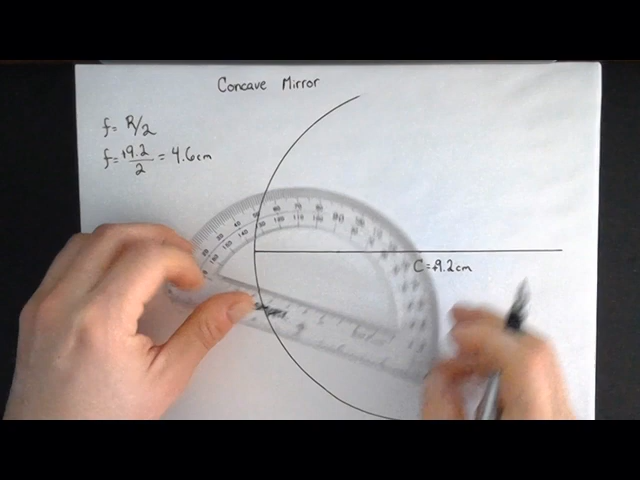 Concave Mirror
f = R/2
f = +9.2/2 = 4.6cm
C=+9.2cm